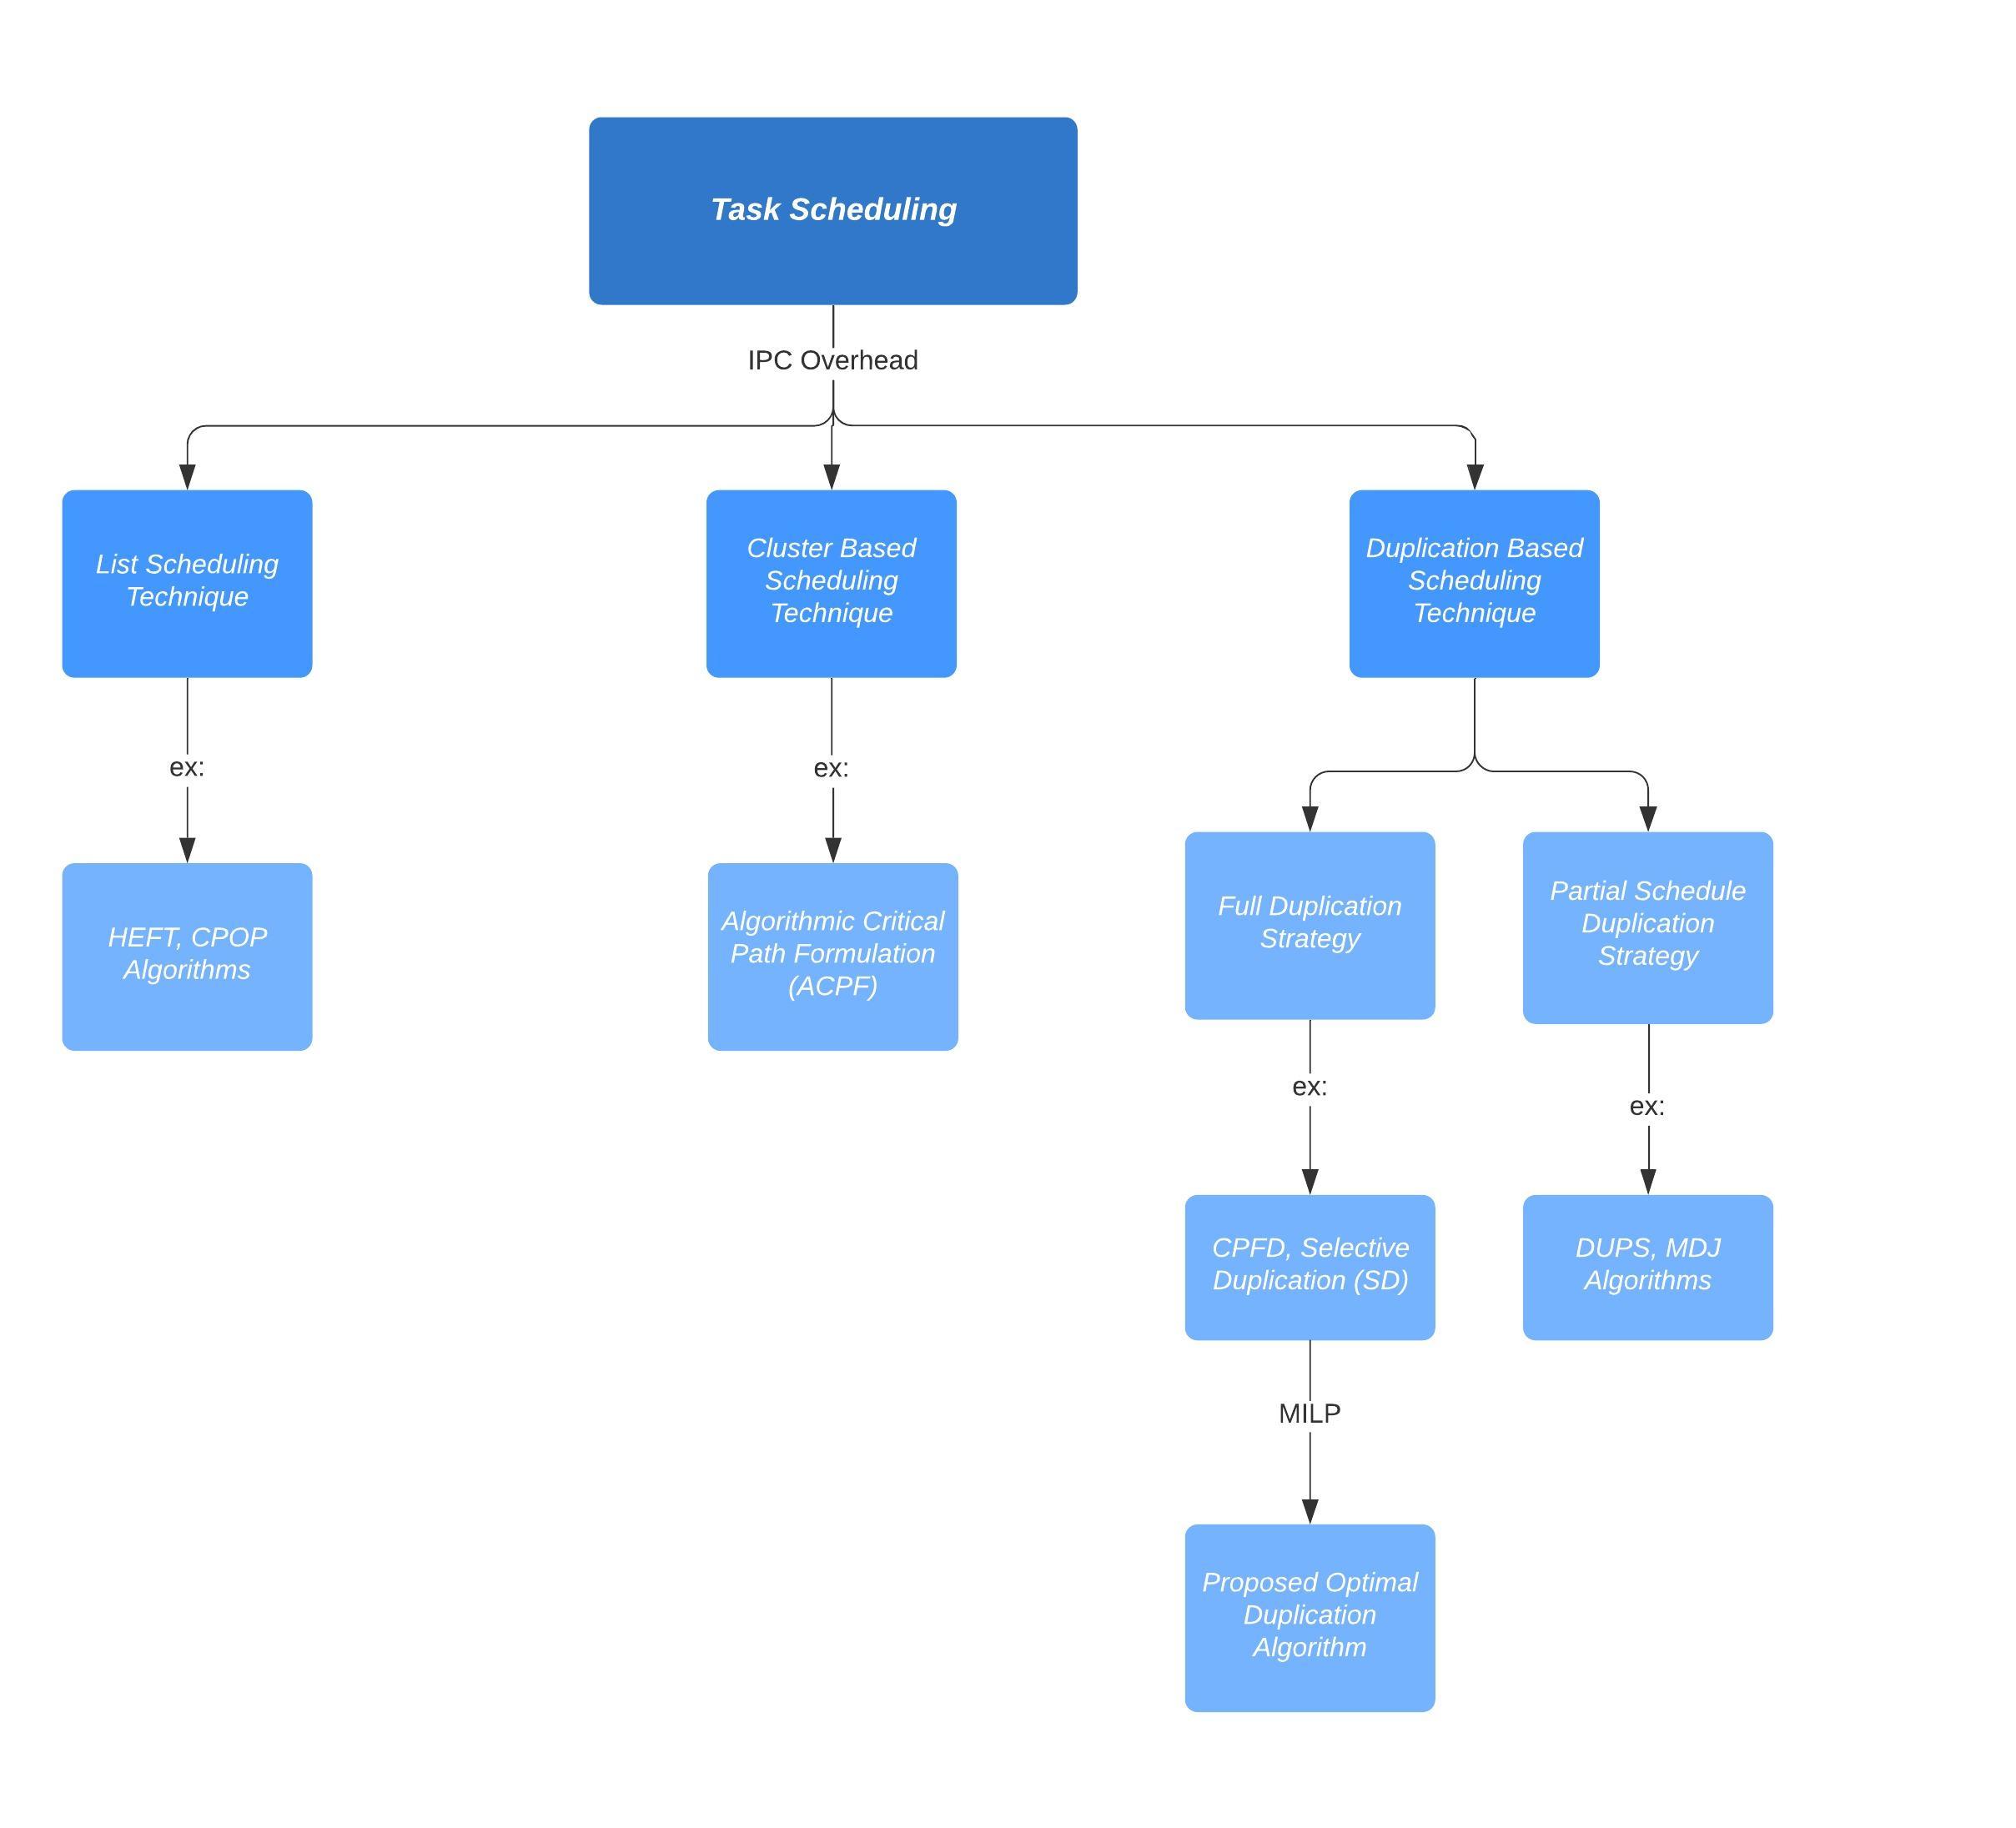 Task Scheduling
IPC Overhead
List Scheduling
Technique
Cluster Based
Scheduling
Technique
Duplication Based
Scheduling
Technique
ex:
ex:
HEFT, CPOP
Algorithms
Algorithmic Critical
Path Formulation
(ACPF)
Full Duplication
Strategy
Partial Schedule
Duplication
Strategy
ex:
ex:
CPFD, Selective
Duplication (SD)
DUPS, MDJ
Algorithms
MILP
Proposed Optimal
Duplication
Algorithm